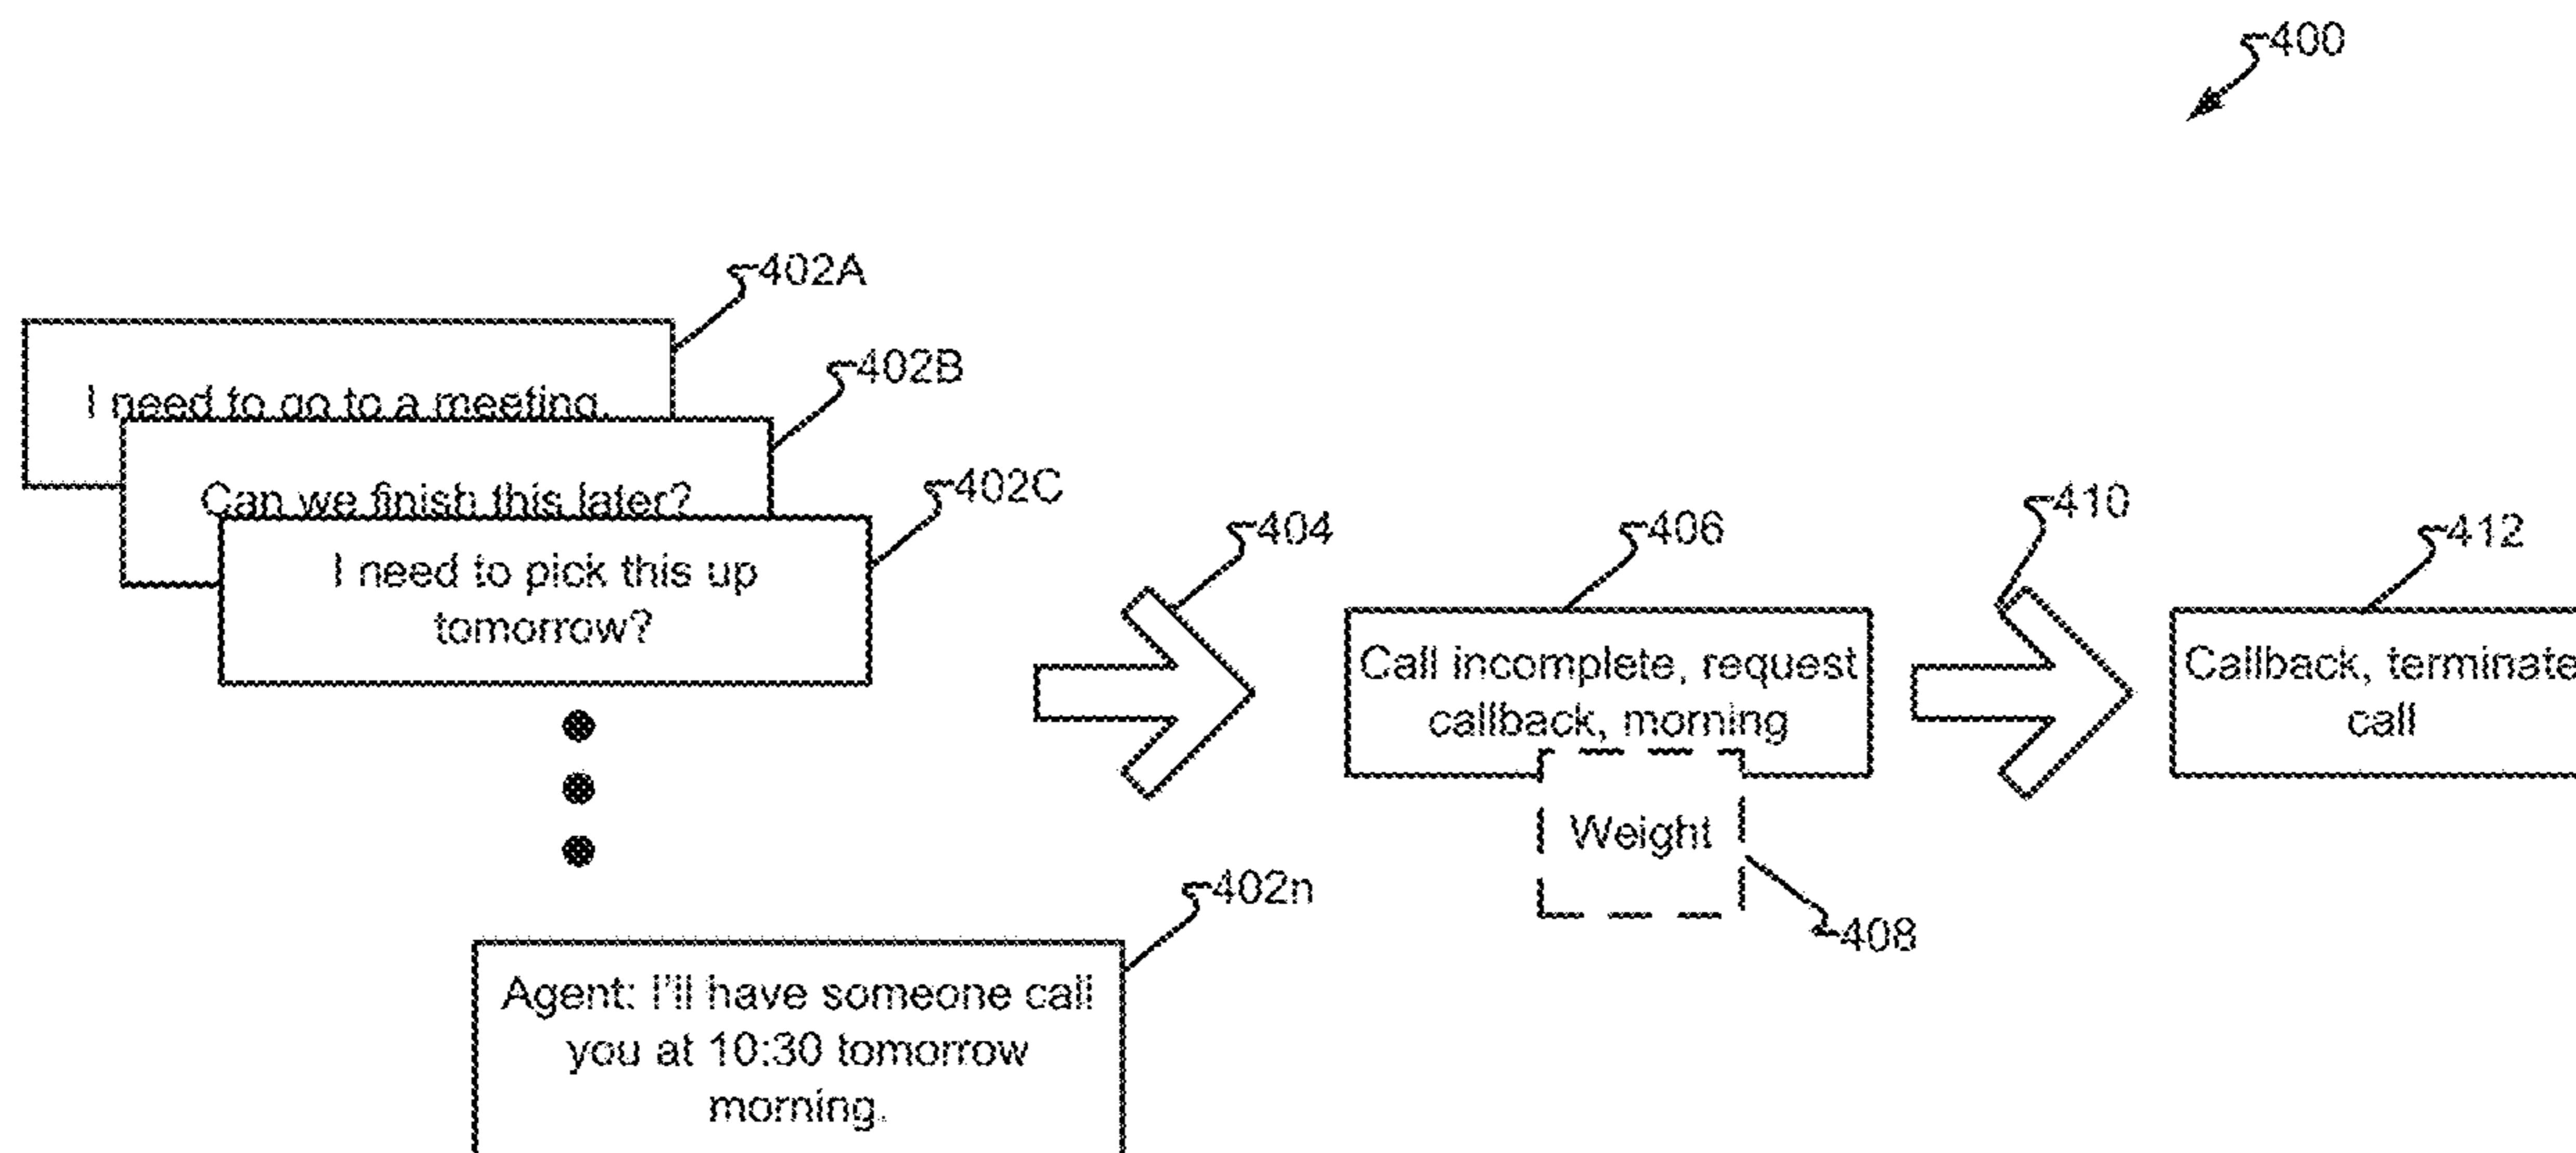 400
402A
I need to go to a meeting.
402B
Can we finish this later?
402C
I need to pick this up
tomorrow?
404
406
Call incomplete, request
callback, morning
Weight
408
410
412
Callback, terminate
call
402n
Agent: I'll have someone call
you at 10:30 tomorrow
morning.